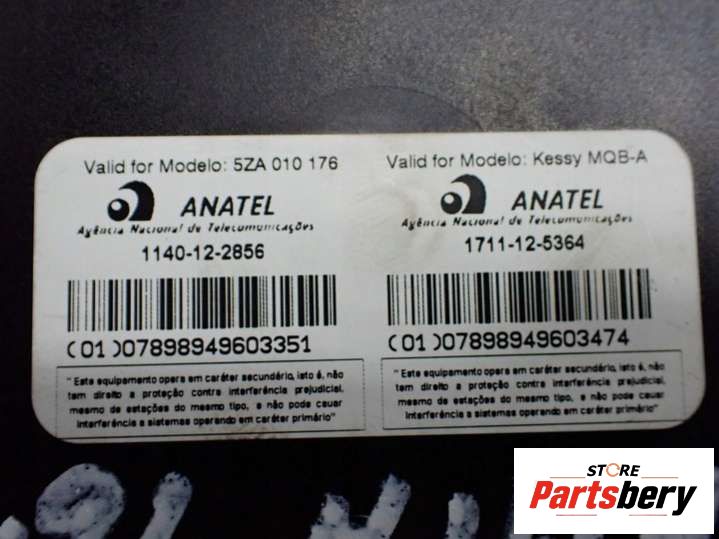 Valid for Modelo: 5ZA 010 176
ANATEL
Agência Nacional de Telecomunicações
1140-12-2856
(01)07898949603351
"Este equipamento opera em caráter secundário, isto é, não
tem direito a proteção contra interferência prejudicial,
mesmo de estações do mesmo tipo, e não pode causar
interferência a sistemas operando em caráter primário"
Valid for Modelo: Kessy MQB-A
ANATEL
Agência Nacional de Telecomunicações
1711-12-5364
(01)07898949603474
"Este equipamento opera em caráter secundário, isto é, não
tem direito a proteção contra interferência prejudicial,
mesmo de estações do mesmo tipo, e não pode causar
interferência a sistemas operando em caráter primário"
STORE
Partsbery